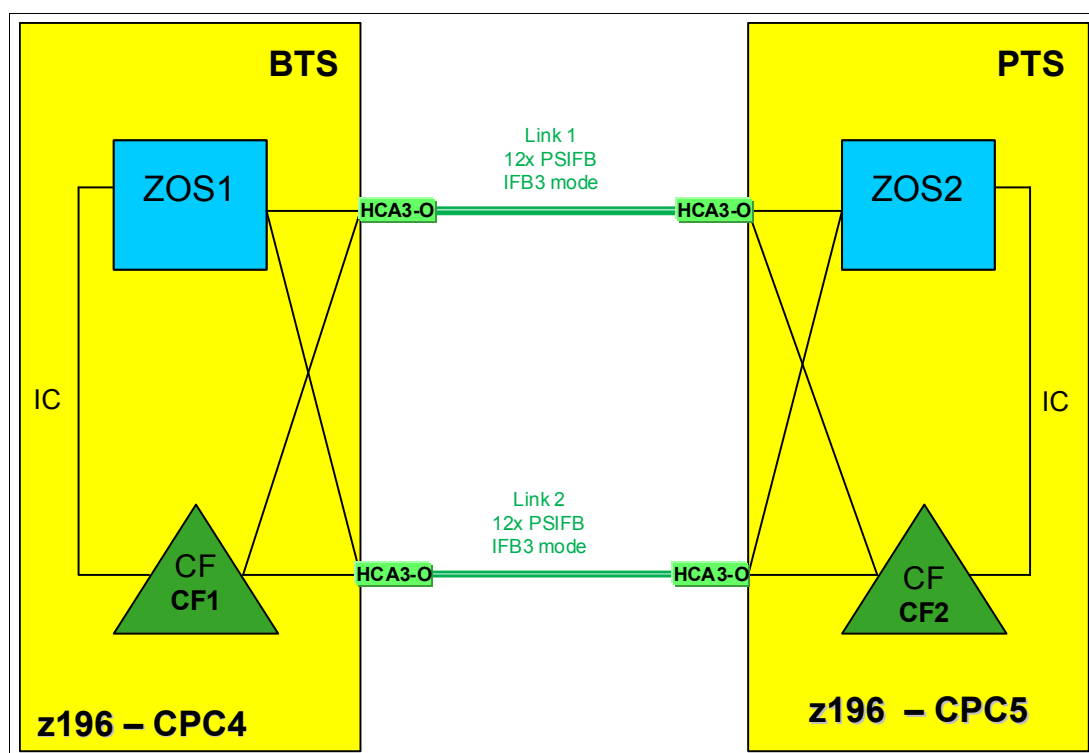 BTS
PTS
ZOS1
Link 1
12x PSIFB
IFB3 mode
ZOS2
HCA3-O
HCA3-O
IC
IC
Link 2
12x PSIFB
IFB3 mode
CF
CF1
HCA3-O
HCA3-O
CF
CF2
z196 – CPC4
z196 – CPC5